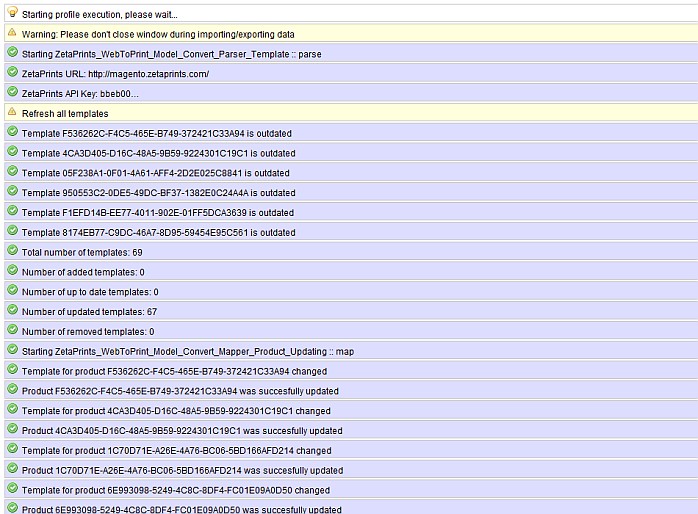 Starting profile execution, please wait...
Warning: Please don't close window during importing/exporting data
Starting ZetaPrints_WebToPrint_Model_Convert_Parser_Template :: parse
ZetaPrints URL: http://magento.zetaprints.com/
ZetaPrints API Key: bbeb00...
Refresh all templates
Template F536262C-F4C5-465E-B749-372421C33A94 is outdated
Template 4CA3D405-D16C-48A5-9B59-9224301C19C1 is outdated
Template 05F238A1-0F01-4A61-AFF4-2D2E025C8841 is outdated
Template 950553C2-0DE5-49DC-BF37-1382E0C24A4A is outdated
Template F1EFD14B-EE77-4011-902E-01FF5DCA3639 is outdated
Template 8174EB77-C9DC-46A7-8D95-59454E95C561 is outdated
Total number of templates: 69
Number of added templates: 0
Number of up to date templates: 0
Number of updated templates: 67
Number of removed templates: 0
Starting ZetaPrints_WebToPrint_Model_Convert_Mapper_Product_Updating :: map
Template for product F536262C-F4C5-465E-B749-372421C33A94 changed
Product F536262C-F4C5-465E-B749-372421C33A94 was succesfully updated
Template for product 4CA3D405-D16C-48A5-9B59-9224301C19C1 changed
Product 4CA3D405-D16C-48A5-9B59-9224301C19C1 was succesfully updated
Template for product 1C70D71E-A26E-4A76-BC06-5BD166AFD214 changed
Product 1C70D71E-A26E-4A76-BC06-5BD166AFD214 was succesfully updated
Template for product 6E993098-5249-4C8C-8DF4-FC01E09A0D50 changed
Product 6E993098-5249-4C8C-8DF4-FC01E09A0D50 was succesfully updated